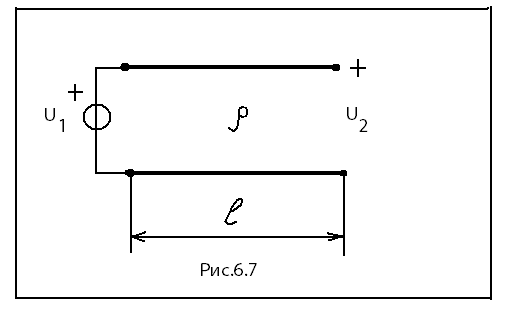 + +
U1 ρ U2
ℓ
Рис.6.7